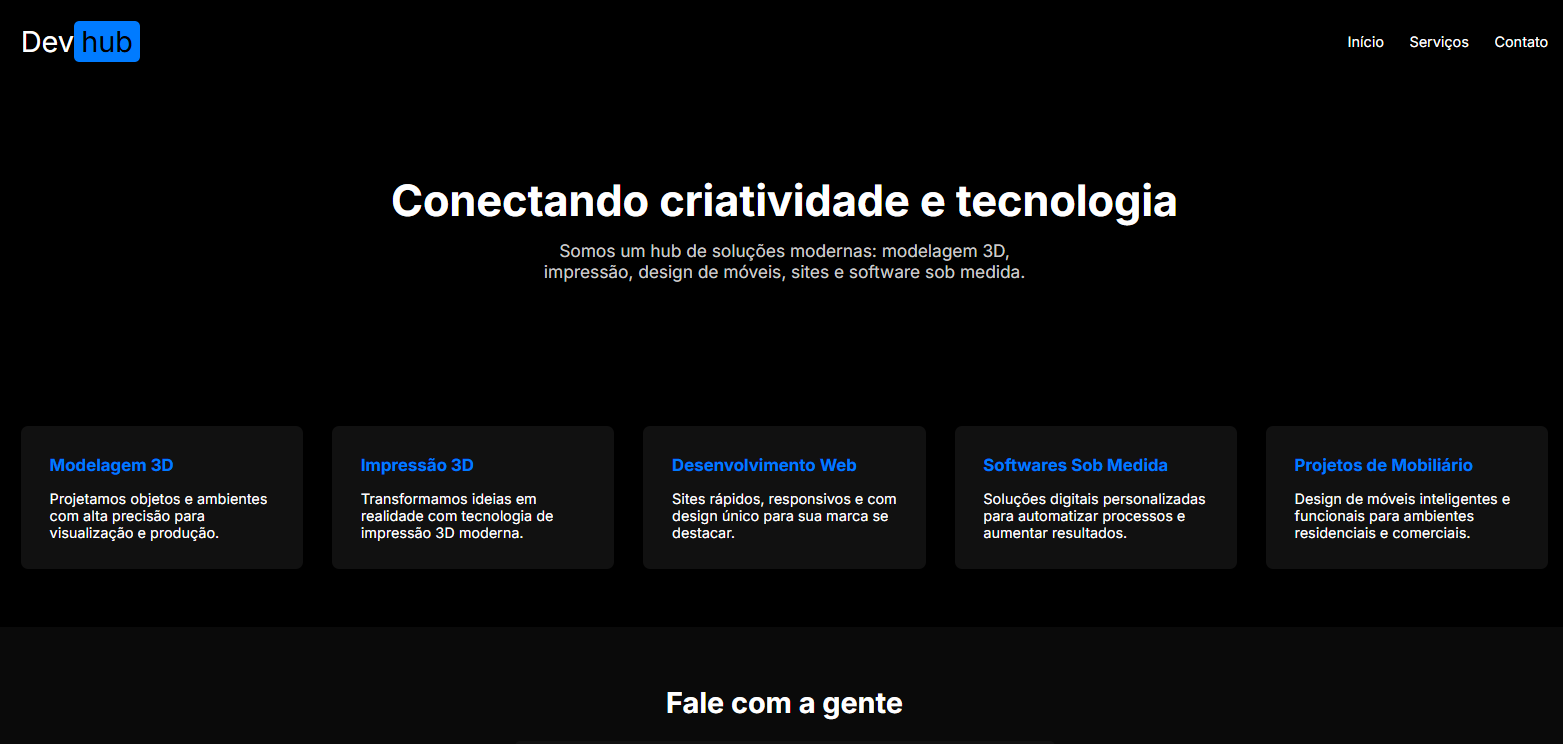 Devhub
Início Serviços Contato
Conectando criatividade e tecnologia
Somos um hub de soluções modernas: modelagem 3D,
impressão, design de móveis, sites e software sob medida.
Modelagem 3D
Projetamos objetos e ambientes
com alta precisão para
visualização e produção.
Impressão 3D
Transformamos ideias em
realidade com tecnologia de
impressão 3D moderna.
Desenvolvimento Web
Sites rápidos, responsivos e com
design único para sua marca se
destacar.
Softwares Sob Medida
Soluções digitais personalizadas
para automatizar processos e
aumentar resultados.
Projetos de Mobiliário
Design de móveis inteligentes e
funcionais para ambientes
residenciais e comerciais.
Fale com a gente